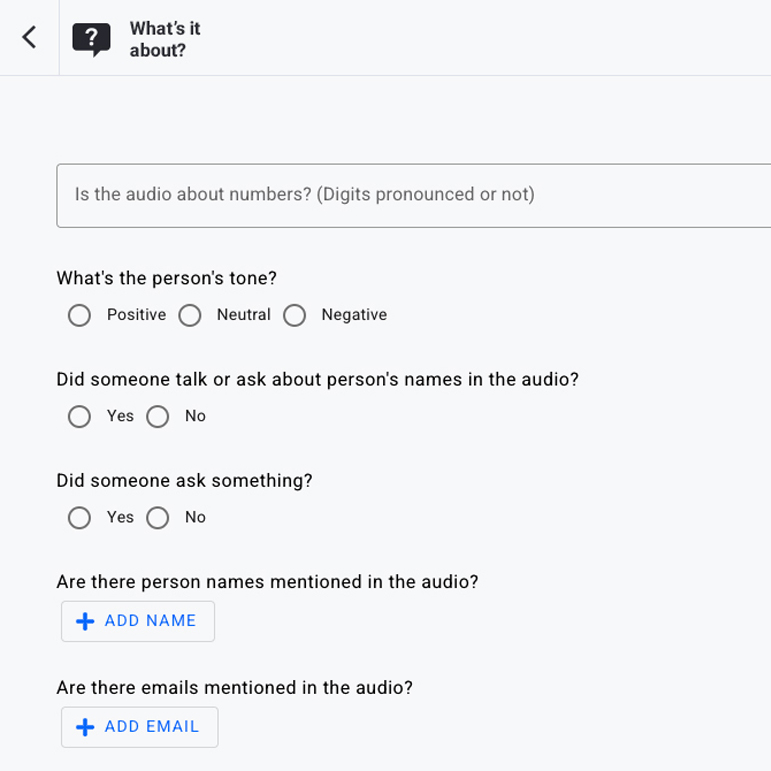 What’s it
about?
Is the audio about numbers? (Digits pronounced or not)
What's the person's tone?
Positive Neutral Negative
Did someone talk or ask about person's names in the audio?
Yes No
Did someone ask something?
Yes No
Are there person names mentioned in the audio?
ADD NAME
Are there emails mentioned in the audio?
ADD EMAIL